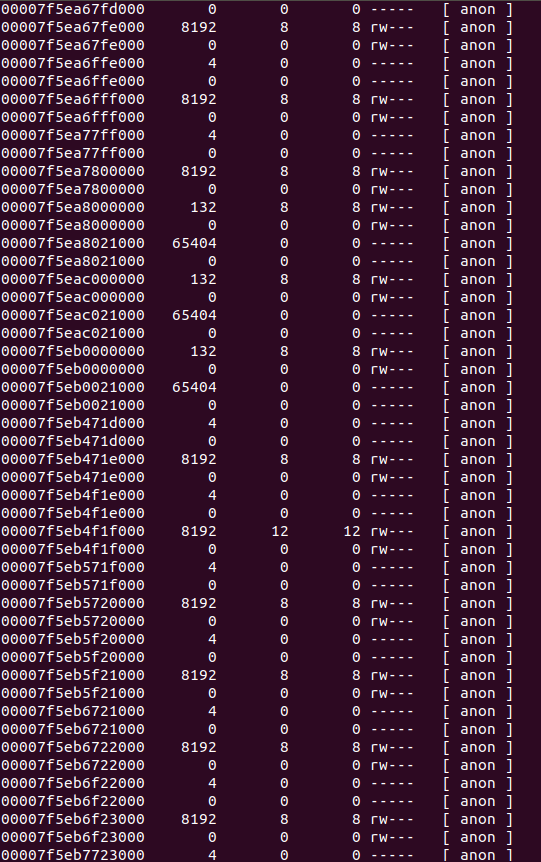 00007f5ea67fd000 0 0 0 ----- [ anon ]
00007f5ea67fe000 8192 8 8 rw--- [ anon ]
00007f5ea67fe000 0 0 0 rw--- [ anon ]
00007f5ea6ffe000 4 0 0 ----- [ anon ]
00007f5ea6ffe000 0 0 0 ----- [ anon ]
00007f5ea6fff000 8192 8 8 rw--- [ anon ]
00007f5ea6fff000 0 0 0 rw--- [ anon ]
00007f5ea77ff000 4 0 0 ----- [ anon ]
00007f5ea77ff000 0 0 0 ----- [ anon ]
00007f5ea7800000 8192 8 8 rw--- [ anon ]
00007f5ea7800000 0 0 0 rw--- [ anon ]
00007f5ea8000000 132 8 8 rw--- [ anon ]
00007f5ea8000000 0 0 0 rw--- [ anon ]
00007f5ea8021000 65404 0 0 ----- [ anon ]
00007f5ea8021000 0 0 0 ----- [ anon ]
00007f5eac000000 132 8 8 rw--- [ anon ]
00007f5eac000000 0 0 0 rw--- [ anon ]
00007f5eac021000 65404 0 0 ----- [ anon ]
00007f5eac021000 0 0 0 ----- [ anon ]
00007f5eb0000000 132 8 8 rw--- [ anon ]
00007f5eb0000000 0 0 0 rw--- [ anon ]
00007f5eb0021000 65404 0 0 ----- [ anon ]
00007f5eb0021000 0 0 0 ----- [ anon ]
00007f5eb471d000 4 0 0 ----- [ anon ]
00007f5eb471d000 0 0 0 ----- [ anon ]
00007f5eb471e000 8192 8 8 rw--- [ anon ]
00007f5eb471e000 0 0 0 rw--- [ anon ]
00007f5eb4f1e000 4 0 0 ----- [ anon ]
00007f5eb4f1e000 0 0 0 ----- [ anon ]
00007f5eb4f1f000 8192 12 12 rw--- [ anon ]
00007f5eb4f1f000 0 0 0 rw--- [ anon ]
00007f5eb571f000 4 0 0 ----- [ anon ]
00007f5eb571f000 0 0 0 ----- [ anon ]
00007f5eb5720000 8192 8 8 rw--- [ anon ]
00007f5eb5720000 0 0 0 rw--- [ anon ]
00007f5eb5f20000 4 0 0 ----- [ anon ]
00007f5eb5f20000 0 0 0 ----- [ anon ]
00007f5eb5f21000 8192 8 8 rw--- [ anon ]
00007f5eb5f21000 0 0 0 rw--- [ anon ]
00007f5eb6721000 4 0 0 ----- [ anon ]
00007f5eb6721000 0 0 0 ----- [ anon ]
00007f5eb6722000 8192 8 8 rw--- [ anon ]
00007f5eb6722000 0 0 0 rw--- [ anon ]
00007f5eb6f22000 4 0 0 ----- [ anon ]
00007f5eb6f22000 0 0 0 ----- [ anon ]
00007f5eb6f23000 8192 8 8 rw--- [ anon ]
00007f5eb6f23000 0 0 0 rw--- [ anon ]
00007f5eb7723000 4 0 0 ----- [ anon ]